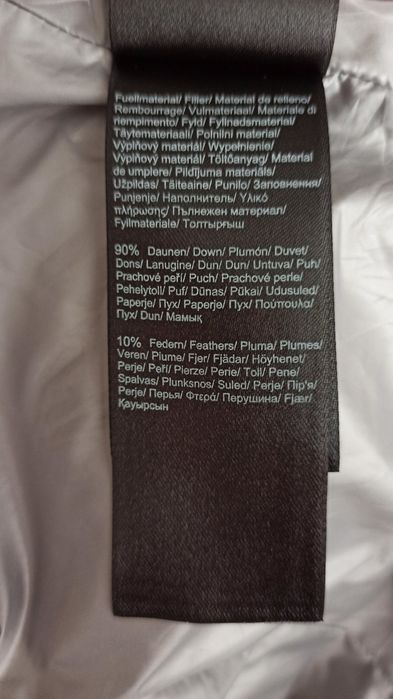 Fuellmaterial/ Filler/ Material de relleno/
Rembourrage/ Vulmateriaal/ Materiale di
riempimento/ Fyld/ Fyllnadsmaterial/
Täytemateriaali/ Polnilni material/
Výplňový materiál/ Wypełnienie/
Výplňový materiál/ Töltőanyag/ Material
de umplere/ Pildījuma materiāls/
Užpildas/ Täiteaine/ Punilo/ Заповнення/
Punjenje/ Наполнитель/ Υλικό
πλήρωσης/ Пълнежен материал/
Fyllmateriale/ Толтырғыш
90% Daunen/ Down/ Plumón/ Duvet/
Dons/ Lanugine/ Dun/ Dun/ Untuva/ Puh/
Prachové peří/ Puch/ Prachové perie/
Pehelytoll/ Puf/ Dūnas/ Pūkai/ Udusuled/
Paperje/ Пух/ Paperje/ Пух/ Πούπουλα/
Пух/ Dun/ Мамық
10% Federn/ Feathers/ Pluma/ Plumes/
Veren/ Piume/ Fjer/ Fjädar/ Höyhenet/
Perje/ Peří/ Pierze/ Perie/ Toll/ Pene/
Spalvas/ Plunksnos/ Suled/ Perje/ Пір'я/
Perje/ Перья/ Φτερά/ Перушина/ Fjær/
Қауырсын